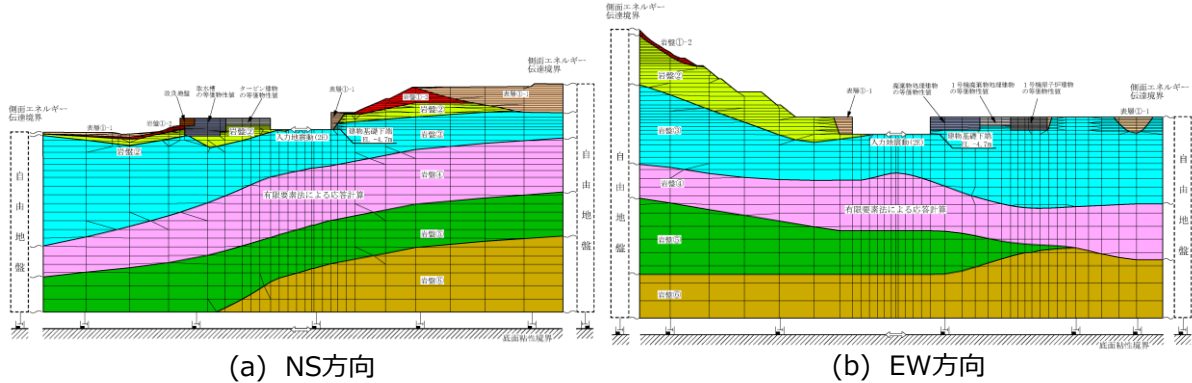 側面エネルギー
伝達境界
自由地盤
表層①-1
改良地盤
岩盤①-2
取水槽
の等価物性値
タービン建物
の等価物性値
岩盤②
岩盤②
表層①-1
岩盤①-2
岩盤②
表層①-1
側面エネルギー
伝達境界
入力地震動(2E)
建物基礎下端
EL -4.7m
岩盤③
岩盤④
有限要素法による応答計算
岩盤⑤
岩盤⑥
自由地盤
底面粘性境界
(a) NS方向
側面エネルギー
伝達境界
自由地盤
岩盤①-2
岩盤②
表層①-1
廃棄物処理建物
の等価物性値
１号機廃棄物処理建物
の等価物性値
１号機原子炉建物
の等価物性値
表層①-1
側面エネルギー
伝達境界
岩盤③
入力地震動(2E)
建物基礎下端
EL -4.7m
岩盤④
有限要素法による応答計算
岩盤⑤
岩盤⑥
自由地盤
底面粘性境界
(b) EW方向